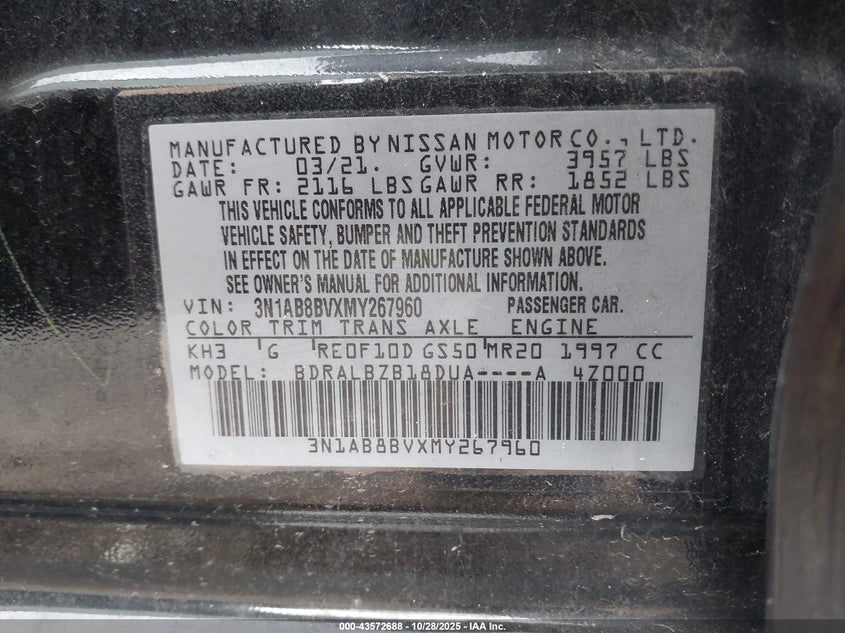 MANUFACTURED BY NISSAN MOTOR CO., LTD.
DATE: 03/21. GVWR: 3957 LBS
GAWR FR: 2116 LBS GAWR RR: 1852 LBS
THIS VEHICLE CONFORMS TO ALL APPLICABLE FEDERAL MOTOR
VEHICLE SAFETY, BUMPER AND THEFT PREVENTION STANDARDS
IN EFFECT ON THE DATE OF MANUFACTURE SHOWN ABOVE.
SEE OWNER'S MANUAL FOR ADDITIONAL INFORMATION.
VIN: 3N1AB8BVXMY267960 PASSENGER CAR.
COLOR TRIM TRANS AXLE ENGINE
KH3 G RE0F10D GS50 MR20 1997 CC
MODEL: BDRALBZB18DUA----A 4Z000
3N1AB8BVXMY267960
000-43572688 - 10/28/2025 - IAA Inc.